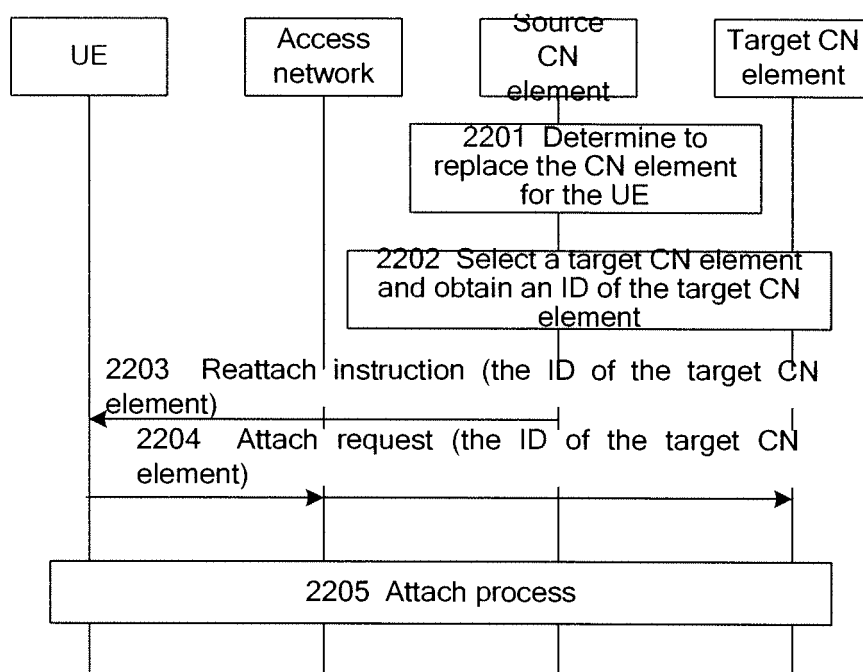 UE
Access
network
Source
CN
element
Target CN
element
2201 Determine to
replace the CN element
for the UE
2202 Select a target CN element
and obtain an ID of the target CN
element
2203 Reattach instruction (the ID of the target CN
element)
2204 Attach request (the ID of the target CN
element)
2205 Attach process